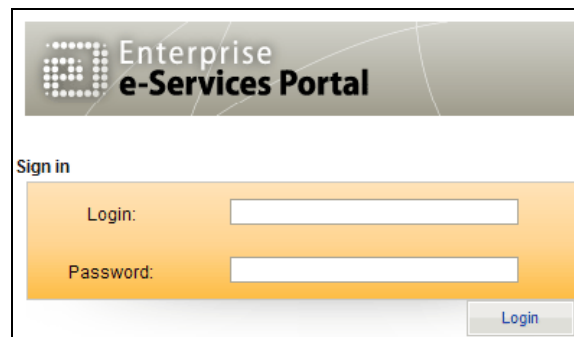 Enterprise
e-Services Portal
Sign in
Login:
Password:
Login